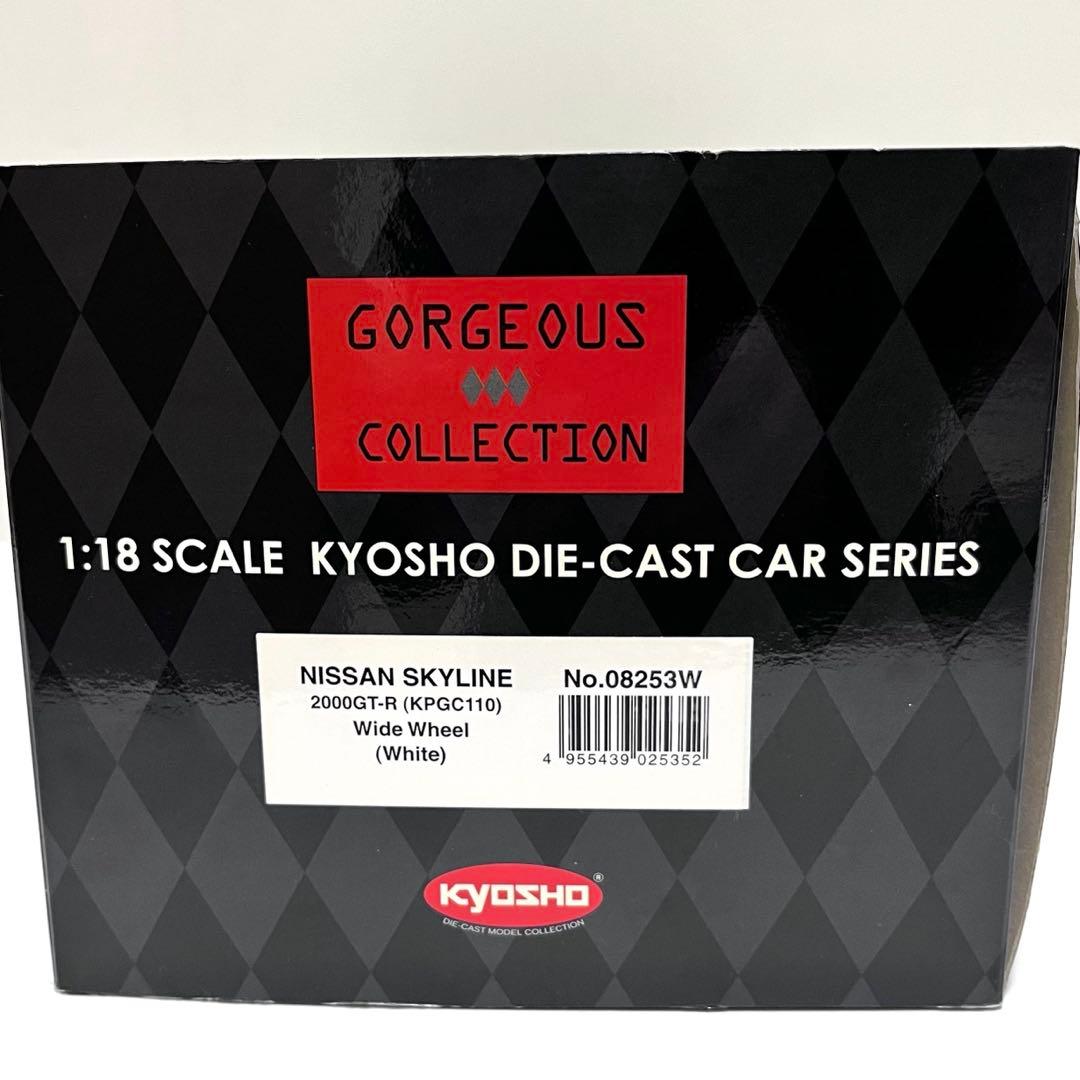 GORGEOUS
COLLECTION
1:18 SCALE KYOSHO DIE-CAST CAR SERIES
NISSAN SKYLINE
2000GT-R (KPGC110)
Wide Wheel
(White)
No.08253W
4 955439 025352
KYOSHO®
DIE-CAST MODEL COLLECTION